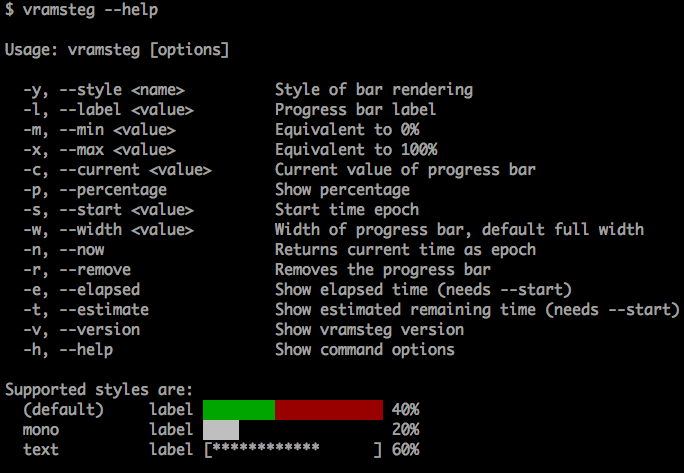 $ vramsteg --help
Usage: vramsteg [options]
-y, --style <name> Style of bar rendering
-l, --label <value> Progress bar label
-m, --min <value> Equivalent to 0%
-x, --max <value> Equivalent to 100%
-c, --current <value> Current value of progress bar
-p, --percentage Show percentage
-s, --start <value> Start time epoch
-w, --width <value> Width of progress bar, default full width
-n, --now Returns current time as epoch
-r, --remove Removes the progress bar
-e, --elapsed Show elapsed time (needs --start)
-t, --estimate Show estimated remaining time (needs --start)
-v, --version Show vramsteg version
-h, --help Show command options
Supported styles are:
(default) label 40%
mono label 20%
text label [************ ] 60%